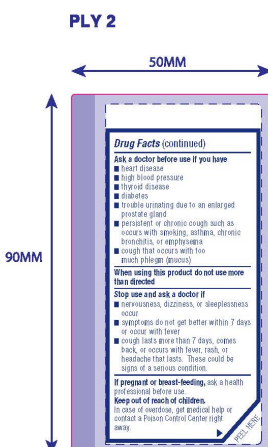 PLY 2
50MM
90MM
Drug Facts (continued)
Ask a doctor before use if you have
■ heart disease
■ high blood pressure
■ thyroid disease
■ diabetes
■ trouble urinating due to an enlarged
prostate gland
■ persistent or chronic cough such as
occurs with smoking, asthma, chronic
bronchitis, or emphysema
■ cough that occurs with too
much phlegm (mucus)
When using this product do not use more
than directed
Stop use and ask a doctor if
■ nervousness, dizziness, or sleeplessness
occur
■ symptoms do not get better within 7 days
or occur with fever
■ cough lasts more than 7 days, comes
back, or occurs with fever, rash, or
headache that lasts. These could be
signs of a serious condition.
If pregnant or breast-feeding, ask a health
professional before use.
Keep out of reach of children.
In case of overdose, get medical help or
contact a Poison Control Center right
away.
PEEL HERE